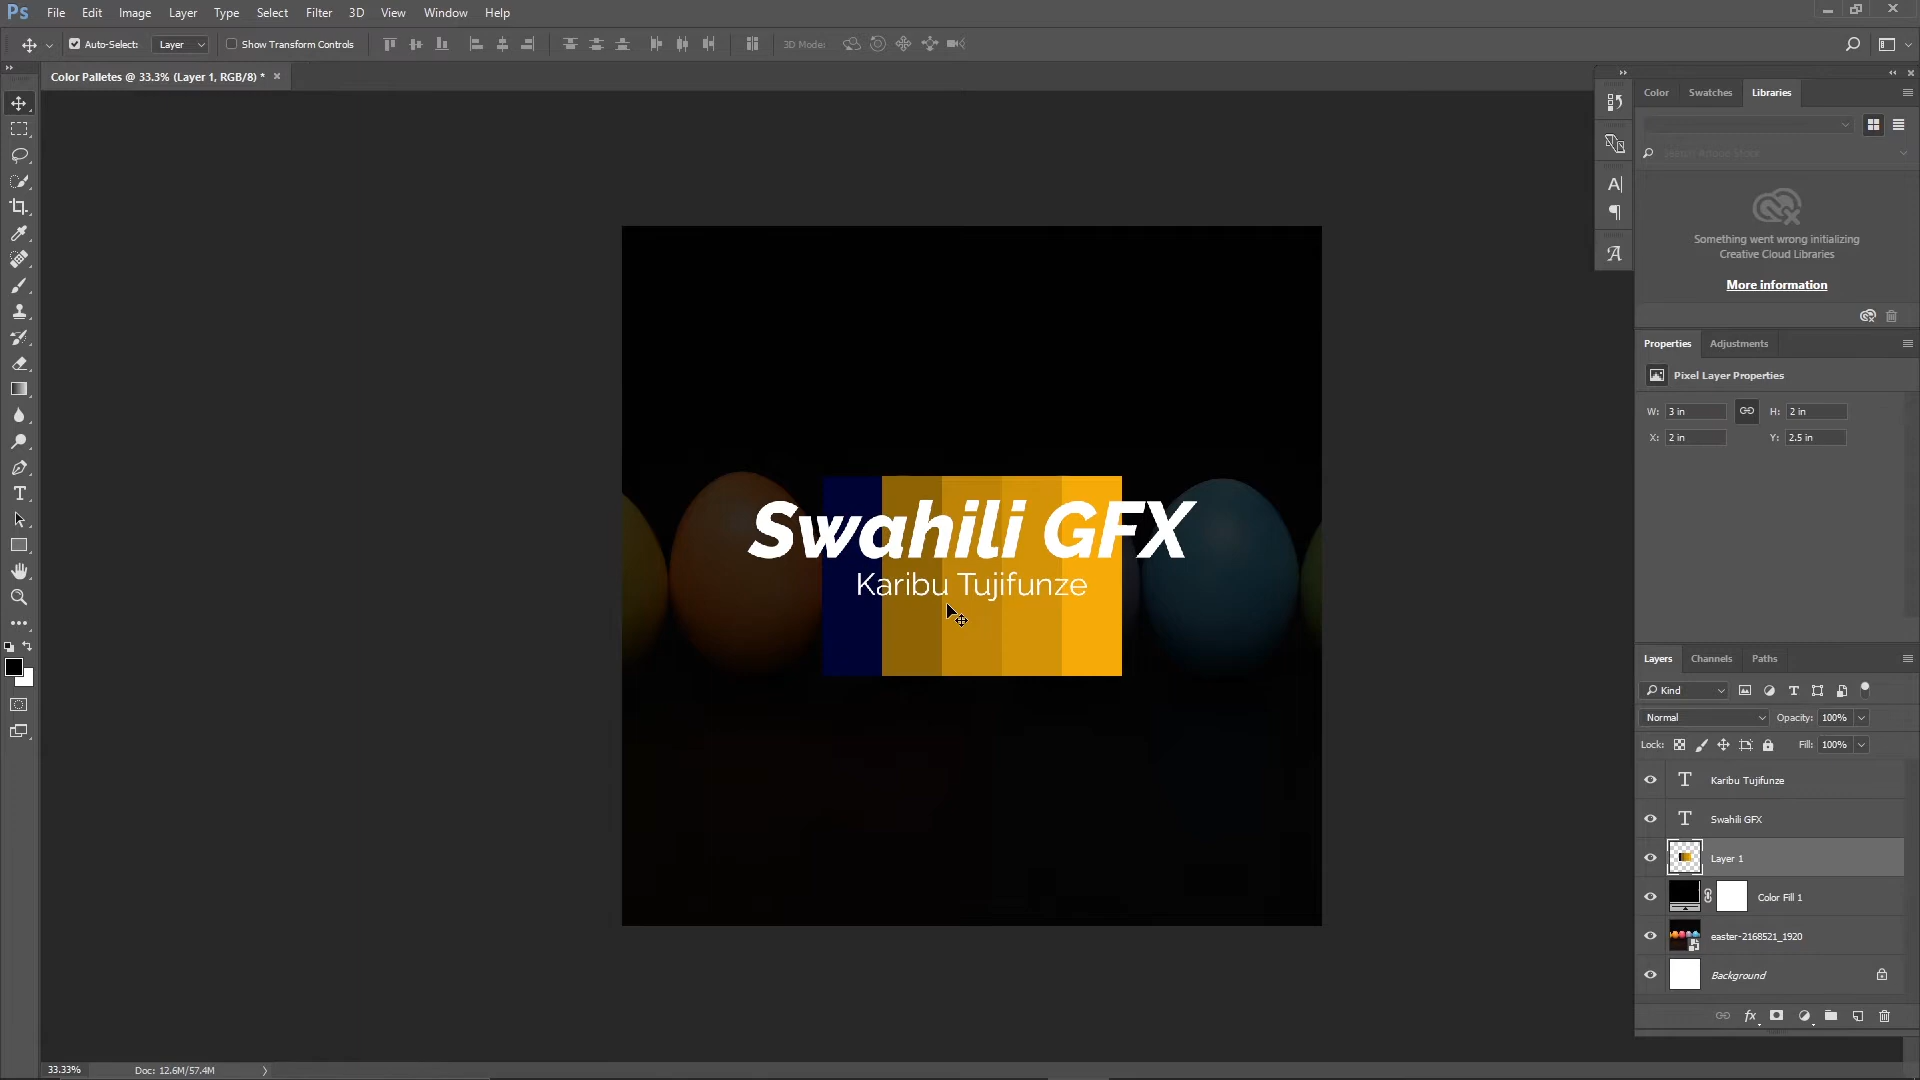 Ps File Edit Image Layer Type Select Filter 3D View Window Help
Auto-Select: Layer Show Transform Controls 3D Mode:
Color Palletes @ 33.3% (Layer 1, RGB/8) *
Color Swatches Libraries
Search Adobe Stock
Something went wrong initializing
Creative Cloud Libraries
More information
Properties Adjustments
Pixel Layer Properties
W: 3 in H: 2 in
X: 2 in Y: 2.5 in
Swahili GFX
Karibu Tujifunze
Layers Channels Paths
Kind
Normal Opacity: 100%
Lock: Fill: 100%
Karibu Tujifunze
Swahili GFX
Layer 1
Color Fill 1
easter-2168521_1920
Background
fx
33.33% Doc: 12.6M/57.4M